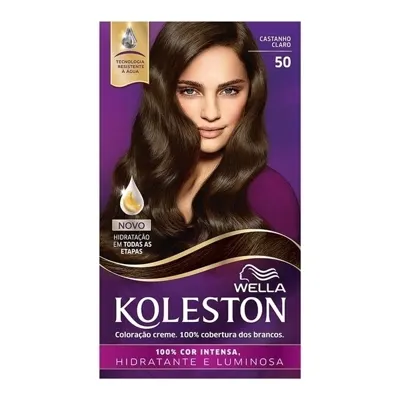 TECNOLOGIA
RESISTENTE
À ÁGUA
CASTANHO
CLARO
50
NOVO
HIDRATAÇÃO
EM TODAS AS
ETAPAS
WELLA
KOLESTON
Coloração creme. 100% cobertura dos brancos.
100% COR INTENSA,
HIDRATANTE E LUMINOSA